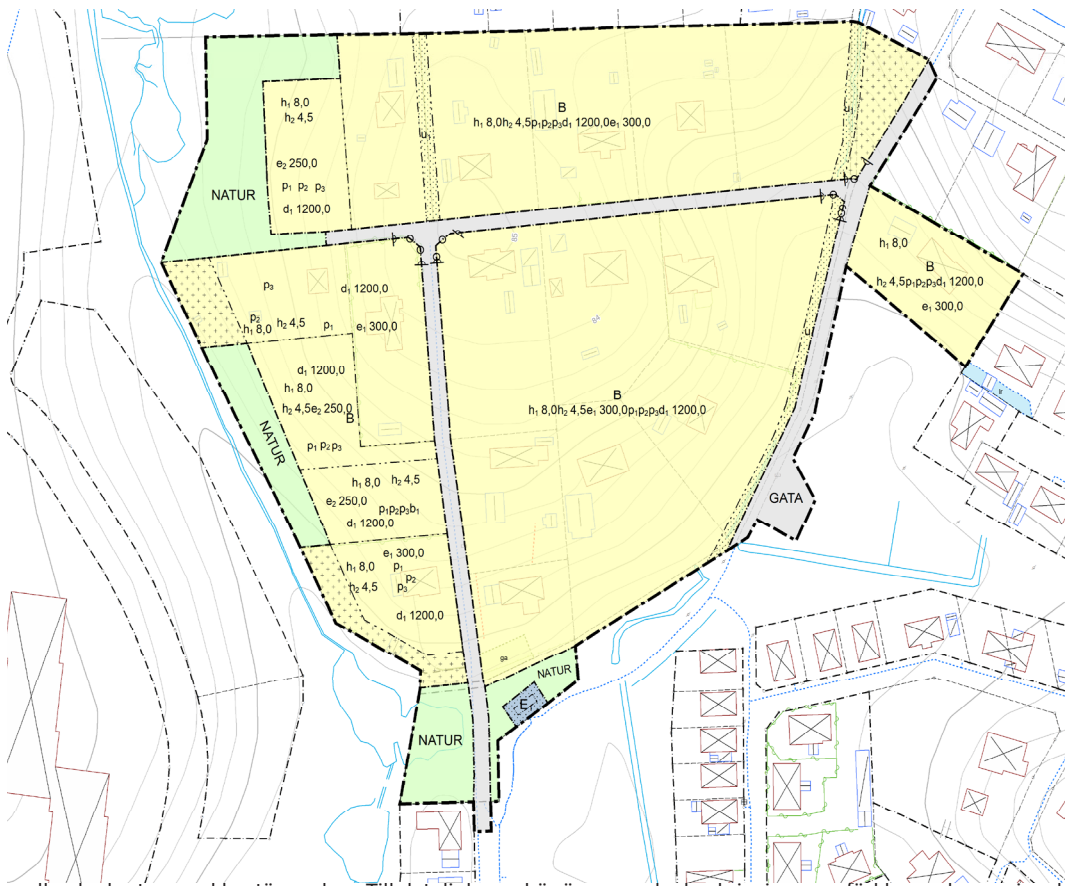 h₁ 8,0
h₂ 4,5
e₂ 250,0
p₁ p₂ p₃
d₁ 1200,0
NATUR
u₁
B
h₁ 8,0h₂ 4,5p₁p₂p₃d₁ 1200,0e₁ 300,0
u₁
h₁ 8,0
B
h₂ 4,5p₁p₂p₃d₁ 1200,0
e₁ 300,0
85
84
p₃
d₁ 1200,0
p₂
h₁ 8,0
h₂ 4,5
p₁
e₁ 300,0
d₁ 1200,0
h₁ 8,0
h₂ 4,5e₂ 250,0
B
p₁ p₂ p₃
NATUR
B
h₁ 8,0h₂ 4,5e₁ 300,0p₁p₂p₃d₁ 1200,0
h₁ 8,0
h₂ 4,5
e₂ 250,0
p₁p₂p₃b₁
d₁ 1200,0
GATA
e₁ 300,0
h₁ 8,0
p₁
p₂
h₂ 4,5
p₃
d₁ 1200,0
ga
NATUR
E₁
NATUR